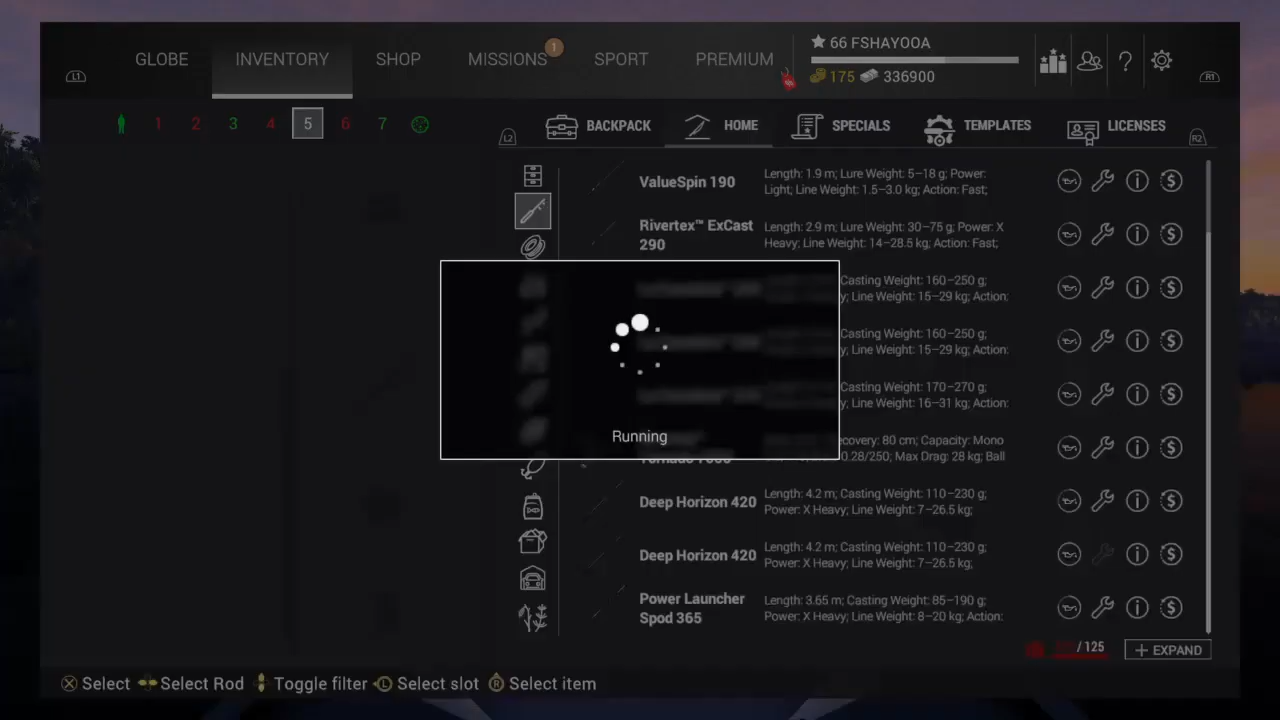 GLOBE INVENTORY SHOP MISSIONS 1 SPORT PREMIUM
66 FSHAYOOA
175 336900
L1 R1
1 2 3 4 5 6 7
L2 BACKPACK HOME SPECIALS TEMPLATES LICENSES R2
ValueSpin 190
Length: 1.9 m; Lure Weight: 5–18 g; Power:
Light; Line Weight: 1.5–3.0 kg; Action: Fast;
Rivertex™ ExCast
290
Length: 2.9 m; Lure Weight: 30–75 g; Power: X
Heavy; Line Weight: 14–28.5 kg; Action: Fast;
Casting Weight: 160–250 g;
y; Line Weight: 15–29 kg; Action:
Casting Weight: 160–250 g;
y; Line Weight: 15–29 kg; Action:
Casting Weight: 170–270 g;
y; Line Weight: 16–31 kg; Action:
ecovery: 80 cm; Capacity: Mono
0.28/250; Max Drag: 28 kg; Ball
Running
Deep Horizon 420
Length: 4.2 m; Casting Weight: 110–230 g;
Power: X Heavy; Line Weight: 7–26.5 kg;
Deep Horizon 420
Length: 4.2 m; Casting Weight: 110–230 g;
Power: X Heavy; Line Weight: 7–26.5 kg;
Power Launcher
Spod 365
Length: 3.65 m; Casting Weight: 85–190 g;
Power: X Heavy; Line Weight: 8–20 kg; Action:
/ 125 EXPAND
Select Select Rod Toggle filter L Select slot R Select item